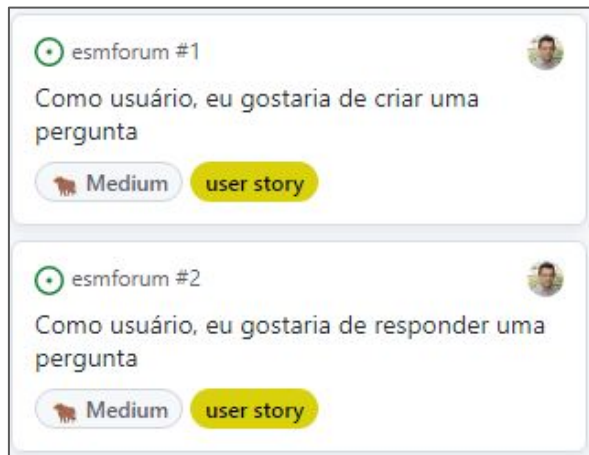 esmforum #1
Como usuário, eu gostaria de criar uma
pergunta
Medium
user story
esmforum #2
Como usuário, eu gostaria de responder uma
pergunta
Medium
user story